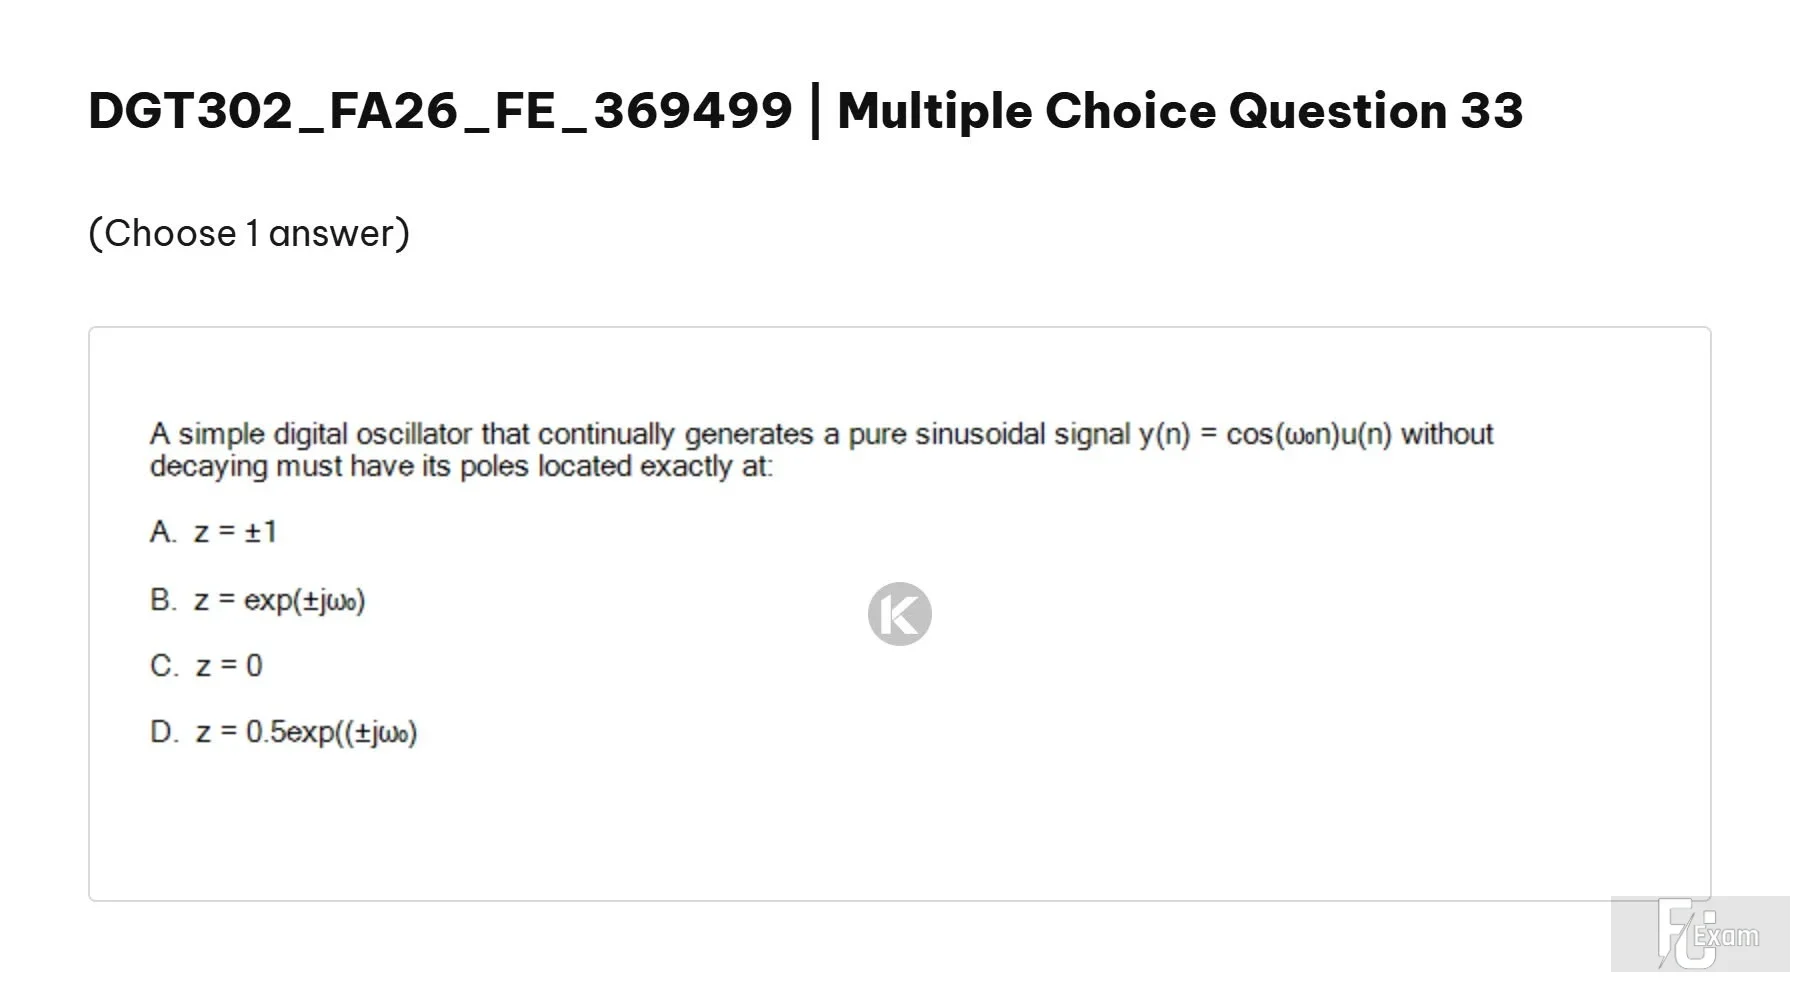 DGT302_FA26_FE_369499 | Multiple Choice Question 33
(Choose 1 answer)
A simple digital oscillator that continually generates a pure sinusoidal signal y(n) = cos(ω₀n)u(n) without
decaying must have its poles located exactly at:
A. z = ±1
B. z = exp(±jω₀)
K
C. z = 0
D. z = 0.5exp((±jω₀)
FU Exam